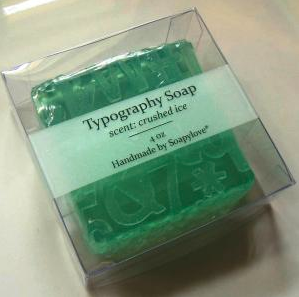 Typography Soap
scent: crushed ice
4 oz
Handmade by Soapylove®
&
*